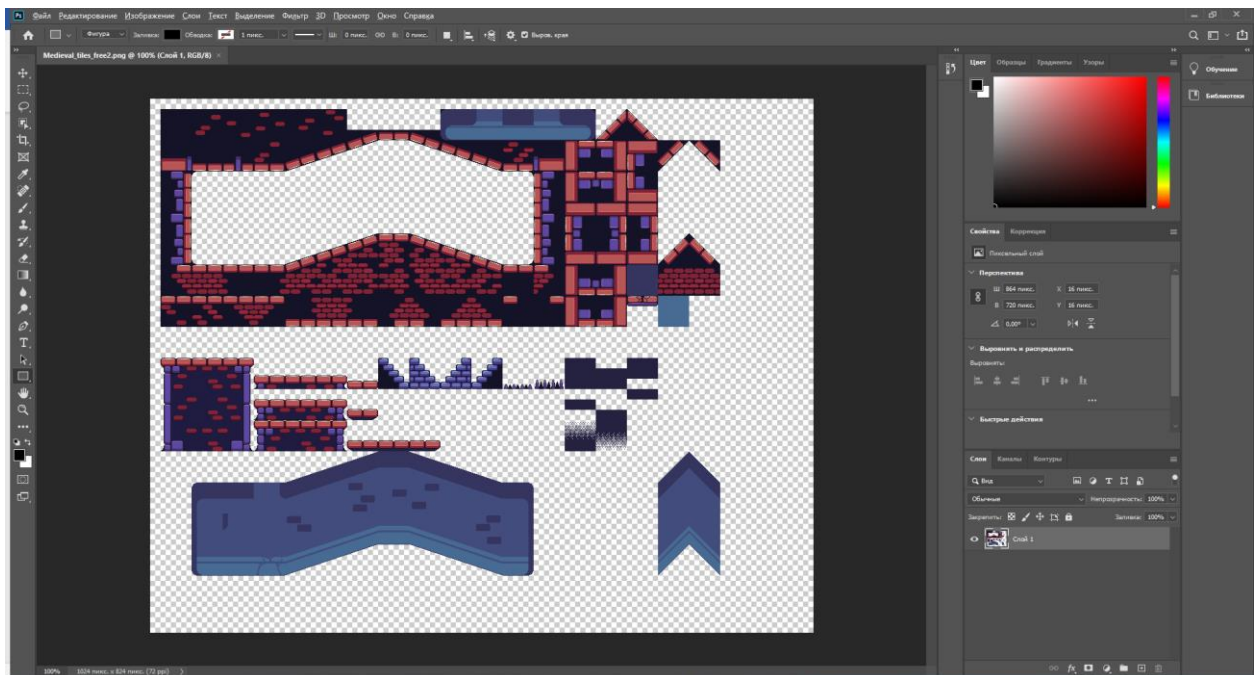 Ps Файл Редактирование Изображение Слои Текст Выделение Фильтр 3D Просмотр Окно Справка
Фигура Заливка: Обводка: 1 пикс. Ш: 0 пикс. В: 0 пикс. Выров. края
Medieval_tiles_free2.png @ 100% (Слой 1, RGB/8) ×
Цвет Образцы Градиенты Узоры
Обучение
Библиотеки
Свойства Коррекция
Пиксельный слой
Перспектива
Ш 864 пикс. X 16 пикс.
В 720 пикс. Y 16 пикс.
0,00°
Выровнять и распределить
Выровнять:
Быстрые действия
Слои Каналы Контуры
Вид
Обычные Непрозрачность: 100%
Закрепить: Заливка: 100%
Слой 1
100% 1024 пикс. x 824 пикс. (72 ppi)